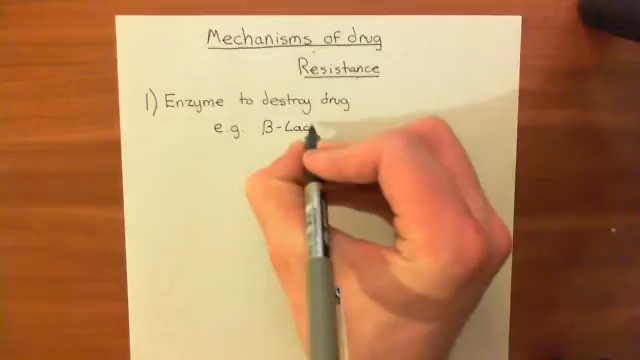 Mechanisms of drug
Resistance
1) Enzyme to destroy drug
e.g. β-Lac